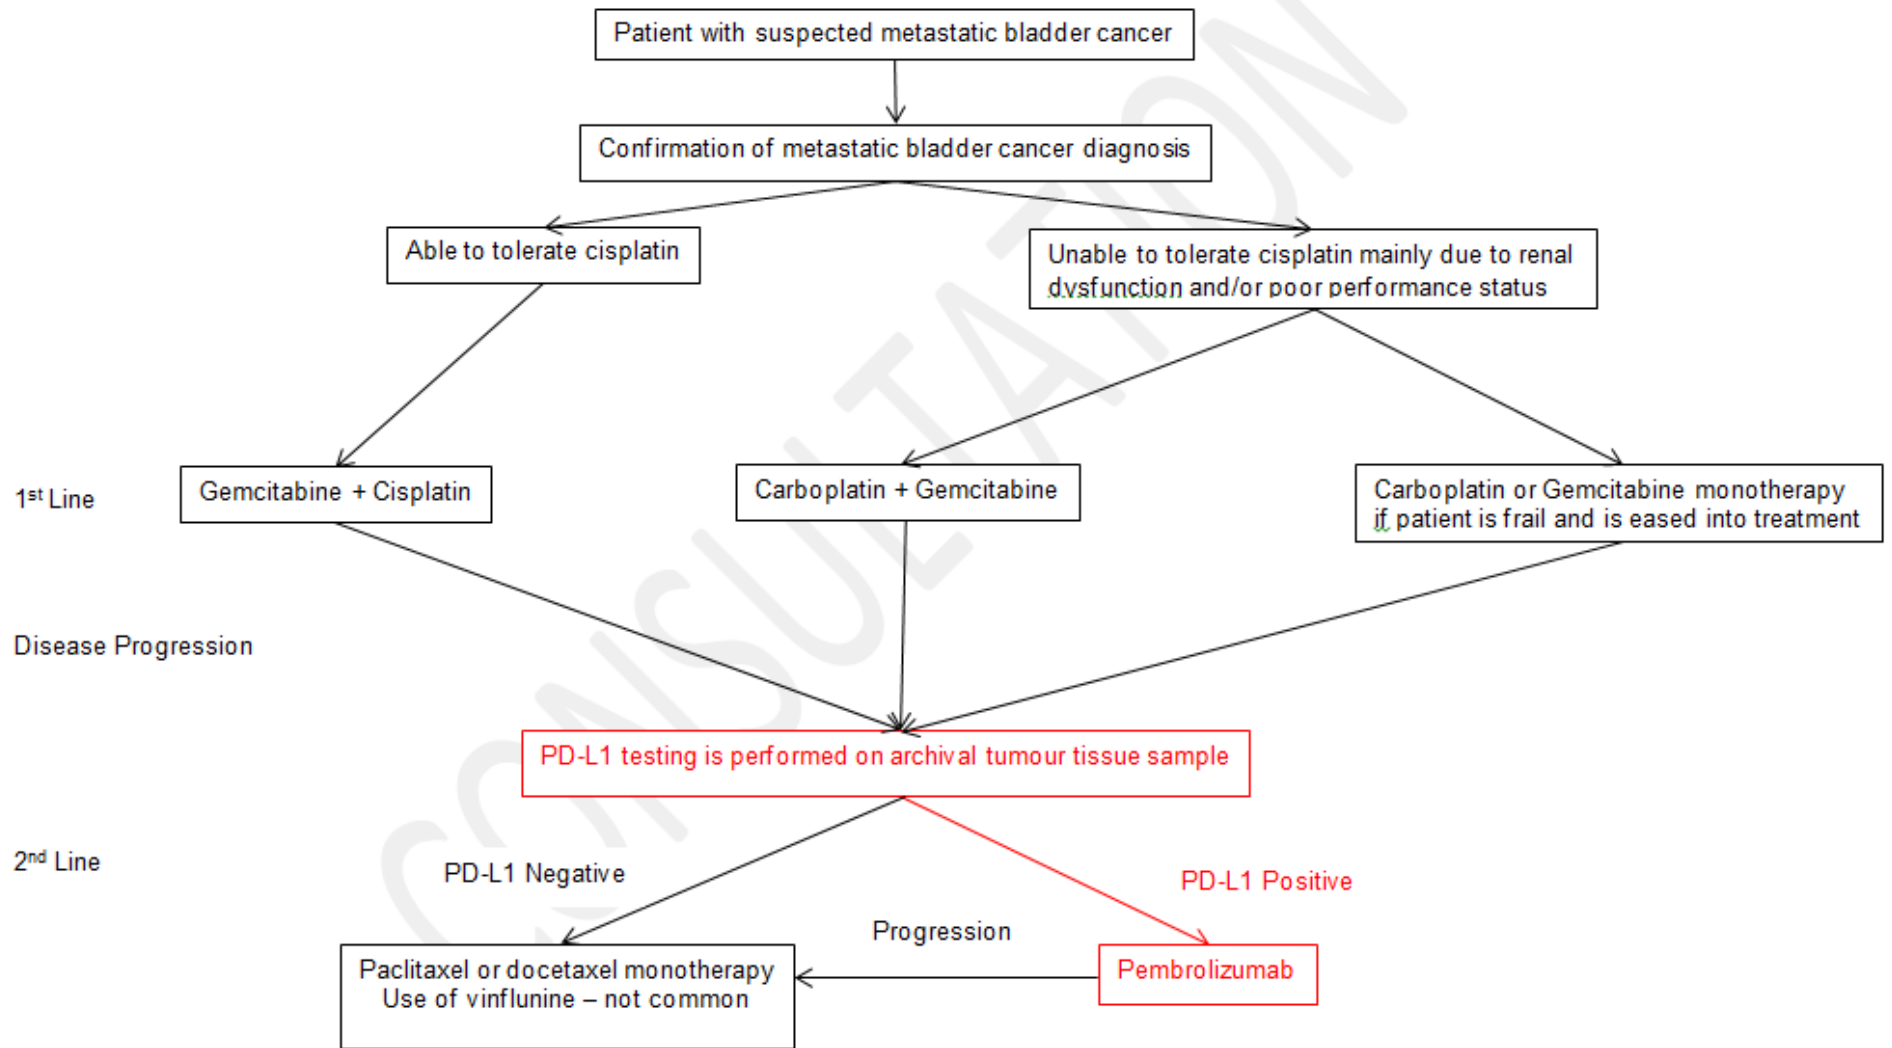 Patient with suspected metastatic bladder cancer
Confirmation of metastatic bladder cancer diagnosis
Able to tolerate cisplatin
Unable to tolerate cisplatin mainly due to renal
dysfunction and/or poor performance status
1st Line
Gemcitabine + Cisplatin
Carboplatin + Gemcitabine
Carboplatin or Gemcitabine monotherapy
if patient is frail and is eased into treatment
Disease Progression
PD-L1 testing is performed on archival tumour tissue sample
2nd Line
PD-L1 Negative
PD-L1 Positive
Progression
Paclitaxel or docetaxel monotherapy
Use of vinflunine – not common
Pembrolizumab
CONSULTATION